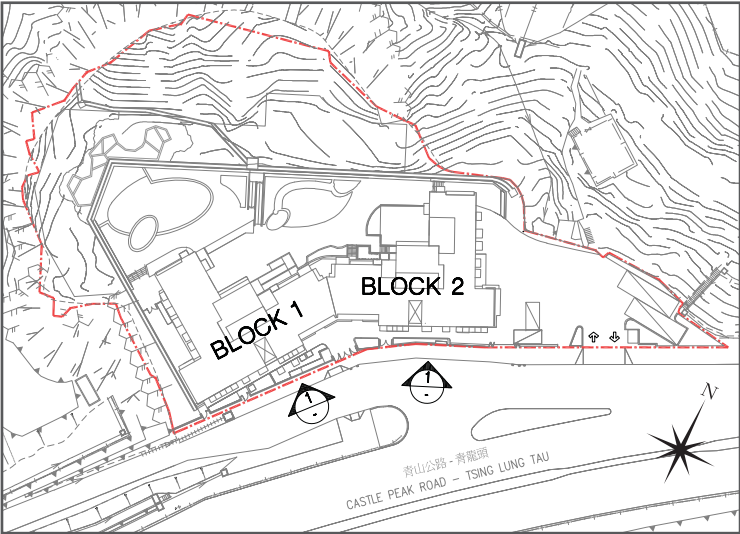 BLOCK 1
BLOCK 2
1
-
1
-
N
青山公路 - 青龍頭
CASTLE PEAK ROAD - TSING LUNG TAU